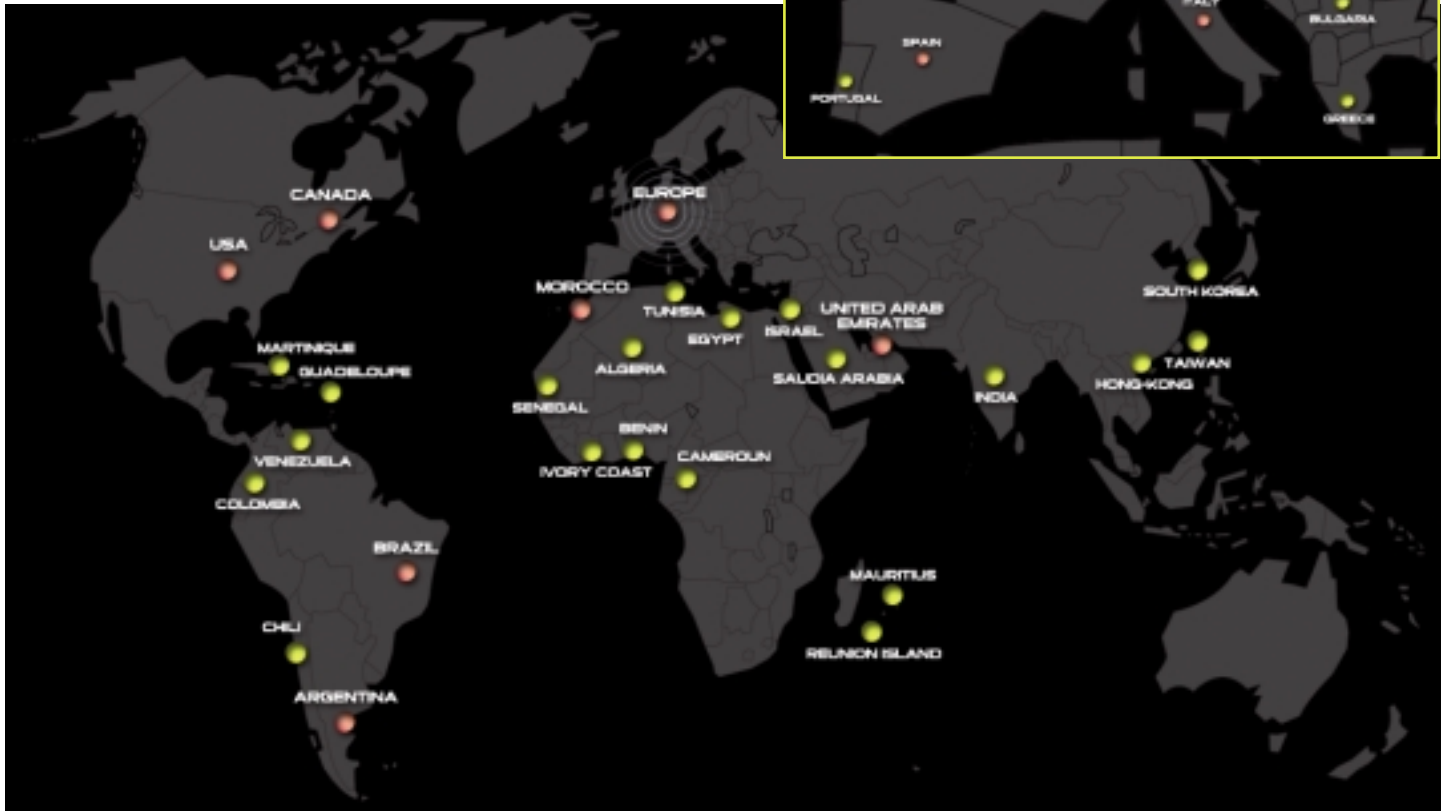 ITALY
BULGARIA
SPAIN
PORTUGAL
GREECE
CANADA
EUROPE
USA
MOROCCO
TUNISIA
EGYPT
ISRAEL
UNITED ARAB
EMIRATES
SOUTH KOREA
MARTINIQUE
GUADELOUPE
ALGERIA
SAUDIA ARABIA
TAIWAN
HONG-KONG
INDIA
SENEGAL
BENIN
VENEZUELA
IVORY COAST
CAMEROUN
COLOMBIA
BRAZIL
MAURITIUS
CHILI
REUNION ISLAND
ARGENTINA